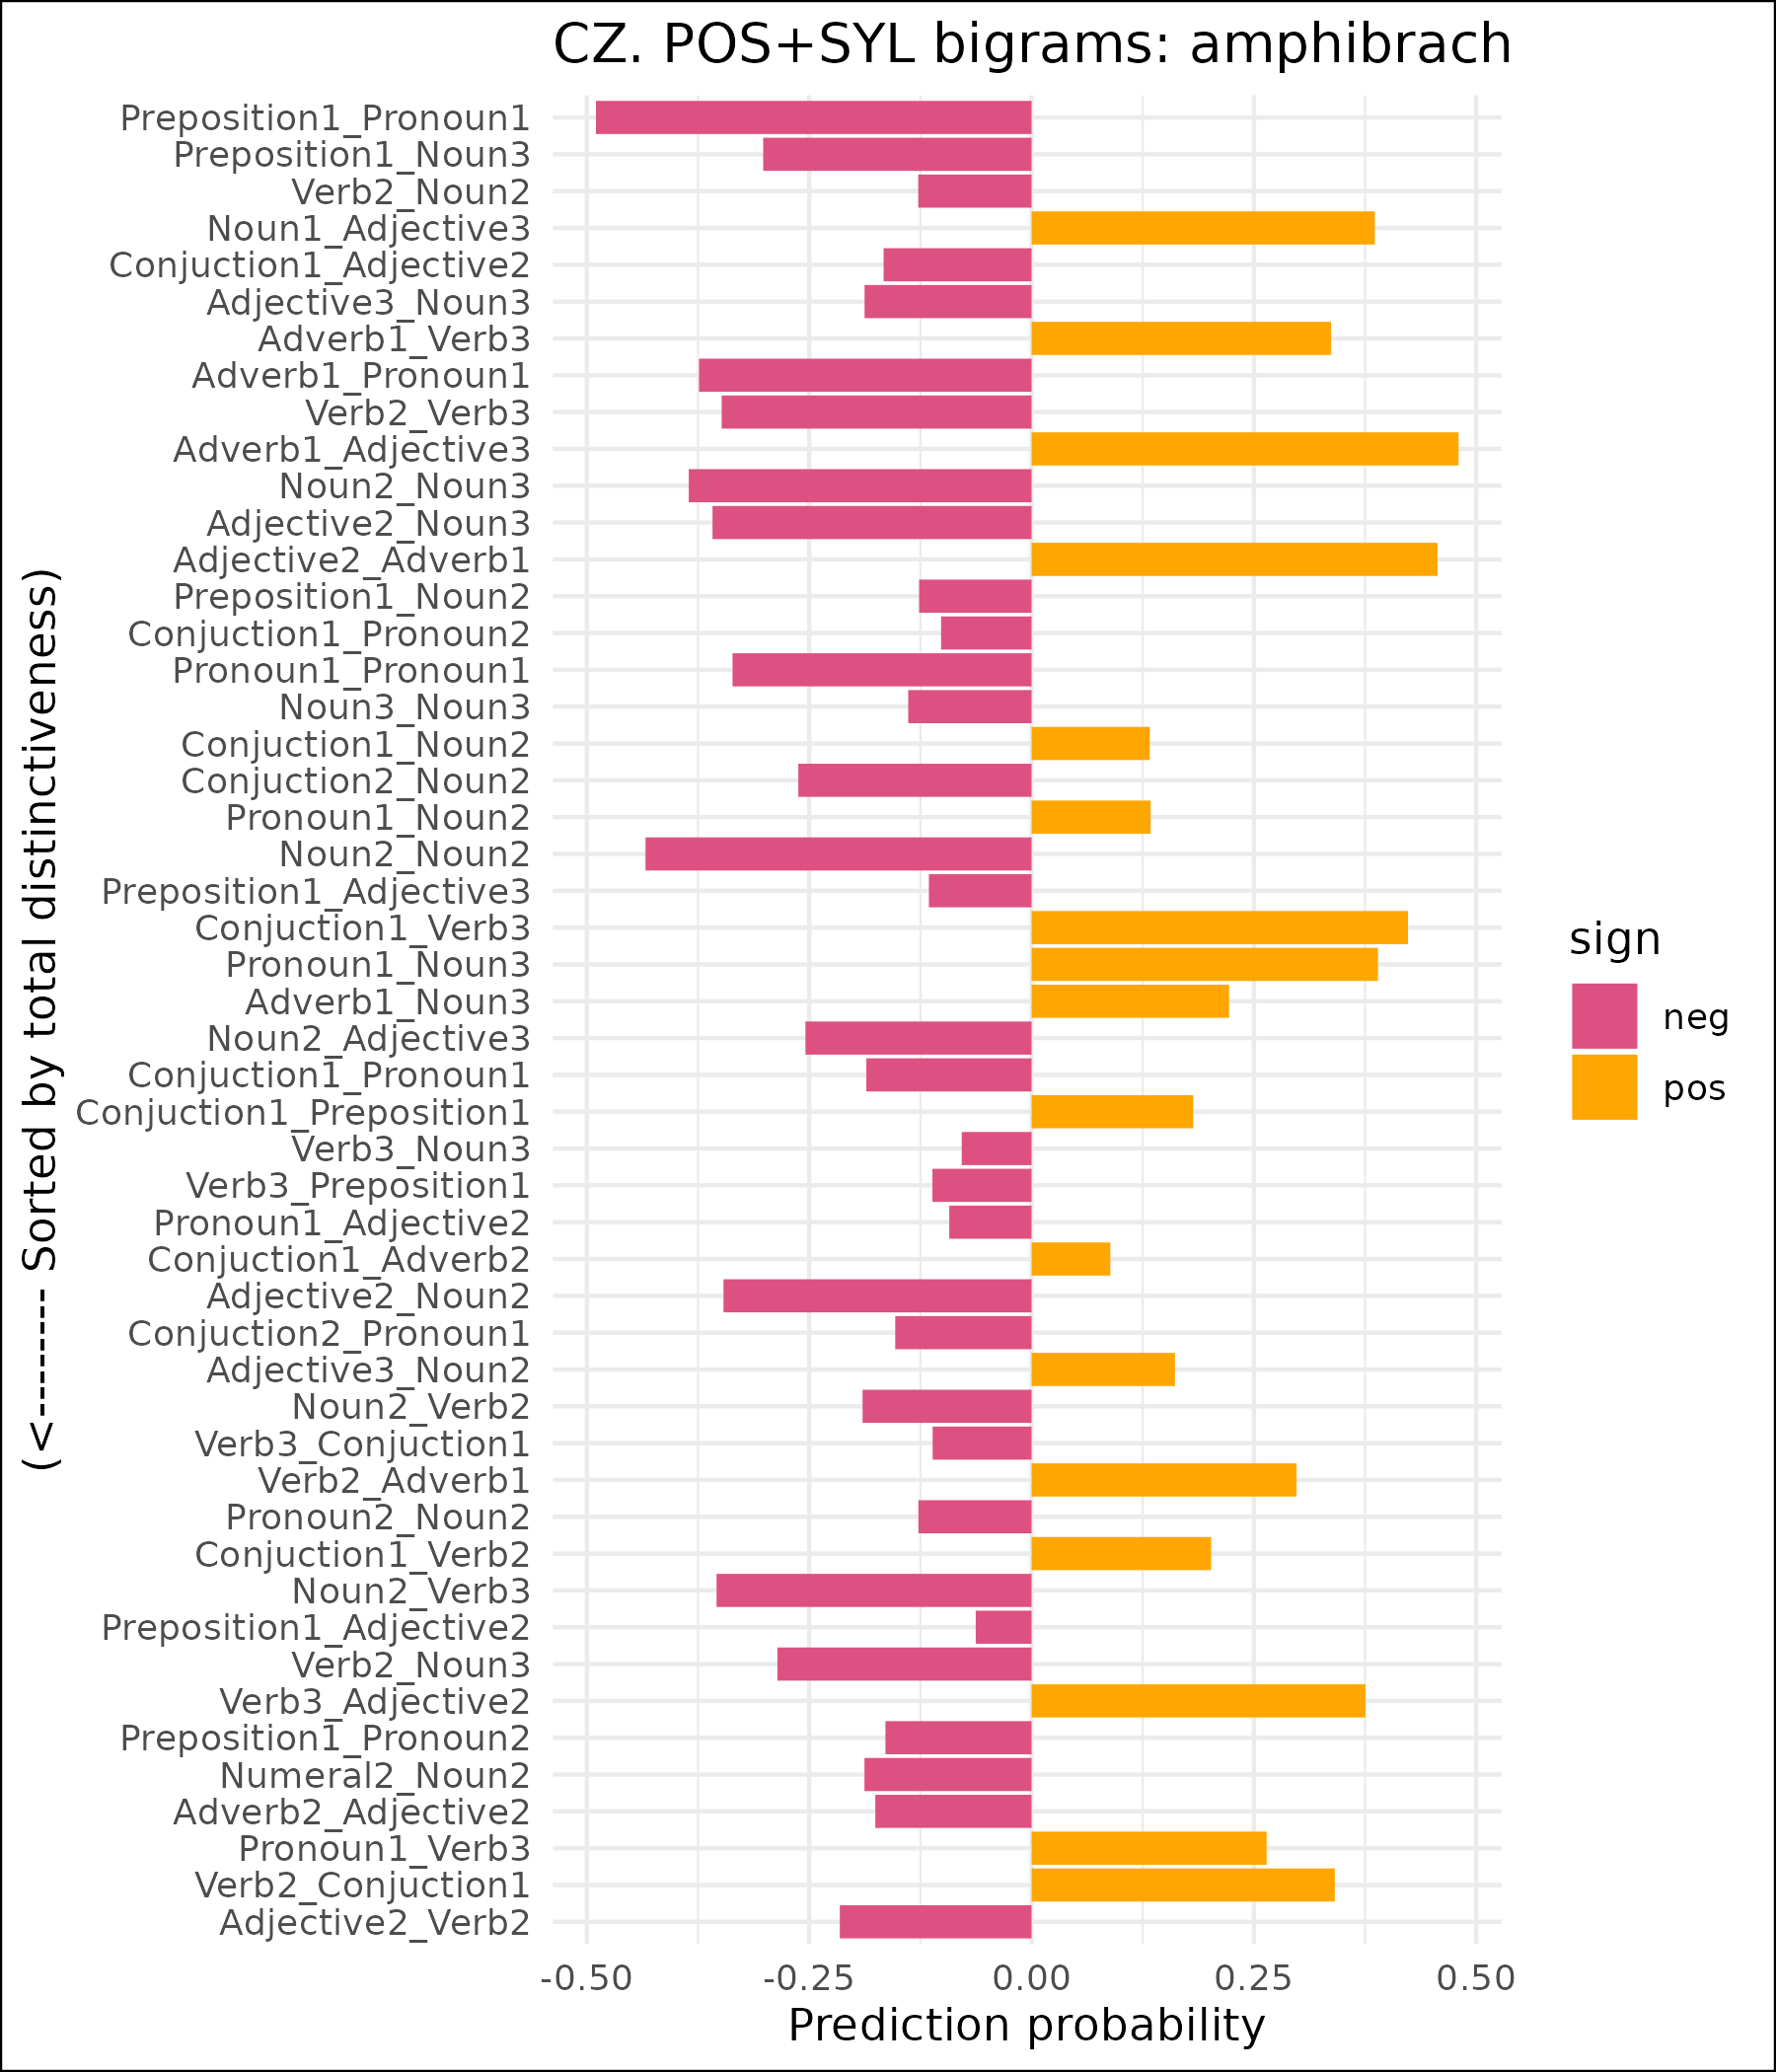 CZ. POS+SYL bigrams: amphibrach
Preposition1_Pronoun1
Preposition1_Noun3
Verb2_Noun2
Noun1_Adjective3
Conjuction1_Adjective2
Adjective3_Noun3
Adverb1_Verb3
Adverb1_Pronoun1
Verb2_Verb3
Adverb1_Adjective3
Noun2_Noun3
Adjective2_Noun3
Adjective2_Adverb1
Preposition1_Noun2
Conjuction1_Pronoun2
Pronoun1_Pronoun1
Noun3_Noun3
Conjuction1_Noun2
Conjuction2_Noun2
Pronoun1_Noun2
Noun2_Noun2
Preposition1_Adjective3
Conjuction1_Verb3
Pronoun1_Noun3
Adverb1_Noun3
Noun2_Adjective3
Conjuction1_Pronoun1
Conjuction1_Preposition1
Verb3_Noun3
Verb3_Preposition1
Pronoun1_Adjective2
Conjuction1_Adverb2
Adjective2_Noun2
Conjuction2_Pronoun1
Adjective3_Noun2
Noun2_Verb2
Verb3_Conjuction1
Verb2_Adverb1
Pronoun2_Noun2
Conjuction1_Verb2
Noun2_Verb3
Preposition1_Adjective2
Verb2_Noun3
Verb3_Adjective2
Preposition1_Pronoun2
Numeral2_Noun2
Adverb2_Adjective2
Pronoun1_Verb3
Verb2_Conjuction1
Adjective2_Verb2
(<--------- Sorted by total distinctiveness)
-0.50 -0.25 0.00 0.25 0.50
Prediction probability
sign
neg
pos